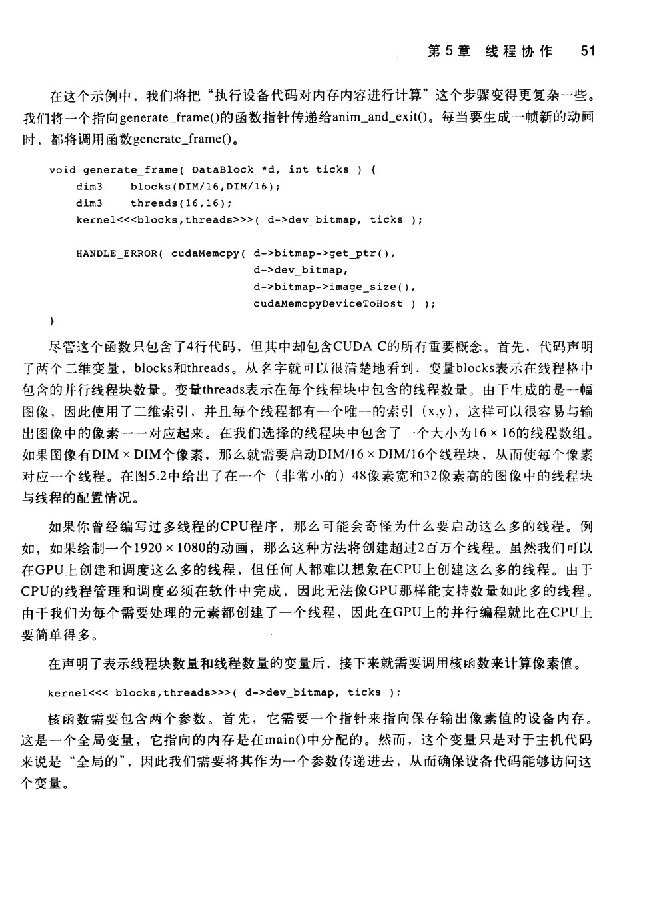 第5章 线程协作 51
在这个示例中，我们将把“执行设备代码对内存内容进行计算”这个步骤变得更复杂一些。
我们将一个指向generate_frame()的函数指针传递给anim_and_exit()。每当要生成一帧新的动画
时，都将调用函数generate_frame()。
void generate_frame( DataBlock *d, int ticks ) {
dim3 blocks(DIM/16,DIM/16);
dim3 threads(16,16);
kernel<<<blocks,threads>>>( d->dev_bitmap, ticks );
HANDLE_ERROR( cudaMemcpy( d->bitmap->get_ptr(),
d->dev_bitmap,
d->bitmap->image_size(),
cudaMemcpyDeviceToHost ) );
}
尽管这个函数只包含了4行代码，但其中却包含CUDA C的所有重要概念。首先，代码声明
了两个二维变量，blocks和threads。从名字就可以很清楚地看到，变量blocks表示在线程格中
包含的并行线程块数量。变量threads表示在每个线程块中包含的线程数量。由于生成的是一幅
图像，因此使用了二维索引，并且每个线程都有一个唯一的索引（x,y），这样可以很容易与输
出图像中的像素一一对应起来。在我们选择的线程块中包含了一个大小为16×16的线程数组。
如果图像有DIM×DIM个像素，那么就需要启动DIM/16×DIM/16个线程块，从而使每个像素
对应一个线程。在图5.2中给出了在一个（非常小的）48像素宽和32像素高的图像中的线程块
与线程的配置情况。
如果你曾经编写过多线程的CPU程序，那么可能会奇怪为什么要启动这么多的线程。例
如，如果绘制一个1920×1080的动画，那么这种方法将创建超过2百万个线程。虽然我们可以
在GPU上创建和调度这么多的线程，但任何人都难以想象在CPU上创建这么多的线程。由于
CPU的线程管理和调度必须在软件中完成，因此无法像GPU那样能支持数量如此多的线程。
由于我们为每个需要处理的元素都创建了一个线程，因此在GPU上的并行编程就比在CPU上
要简单得多。
在声明了表示线程块数量和线程数量的变量后，接下来就需要调用核函数来计算像素值。
kernel<<< blocks,threads>>>( d->dev_bitmap, ticks );
核函数需要包含两个参数。首先，它需要一个指针来指向保存输出像素值的设备内存。
这是一个全局变量，它指向的内存是在main()中分配的。然而，这个变量只是对于主机代码
来说是“全局的”，因此我们需要将其作为一个参数传递进去，从而确保设备代码能够访问这
个变量。